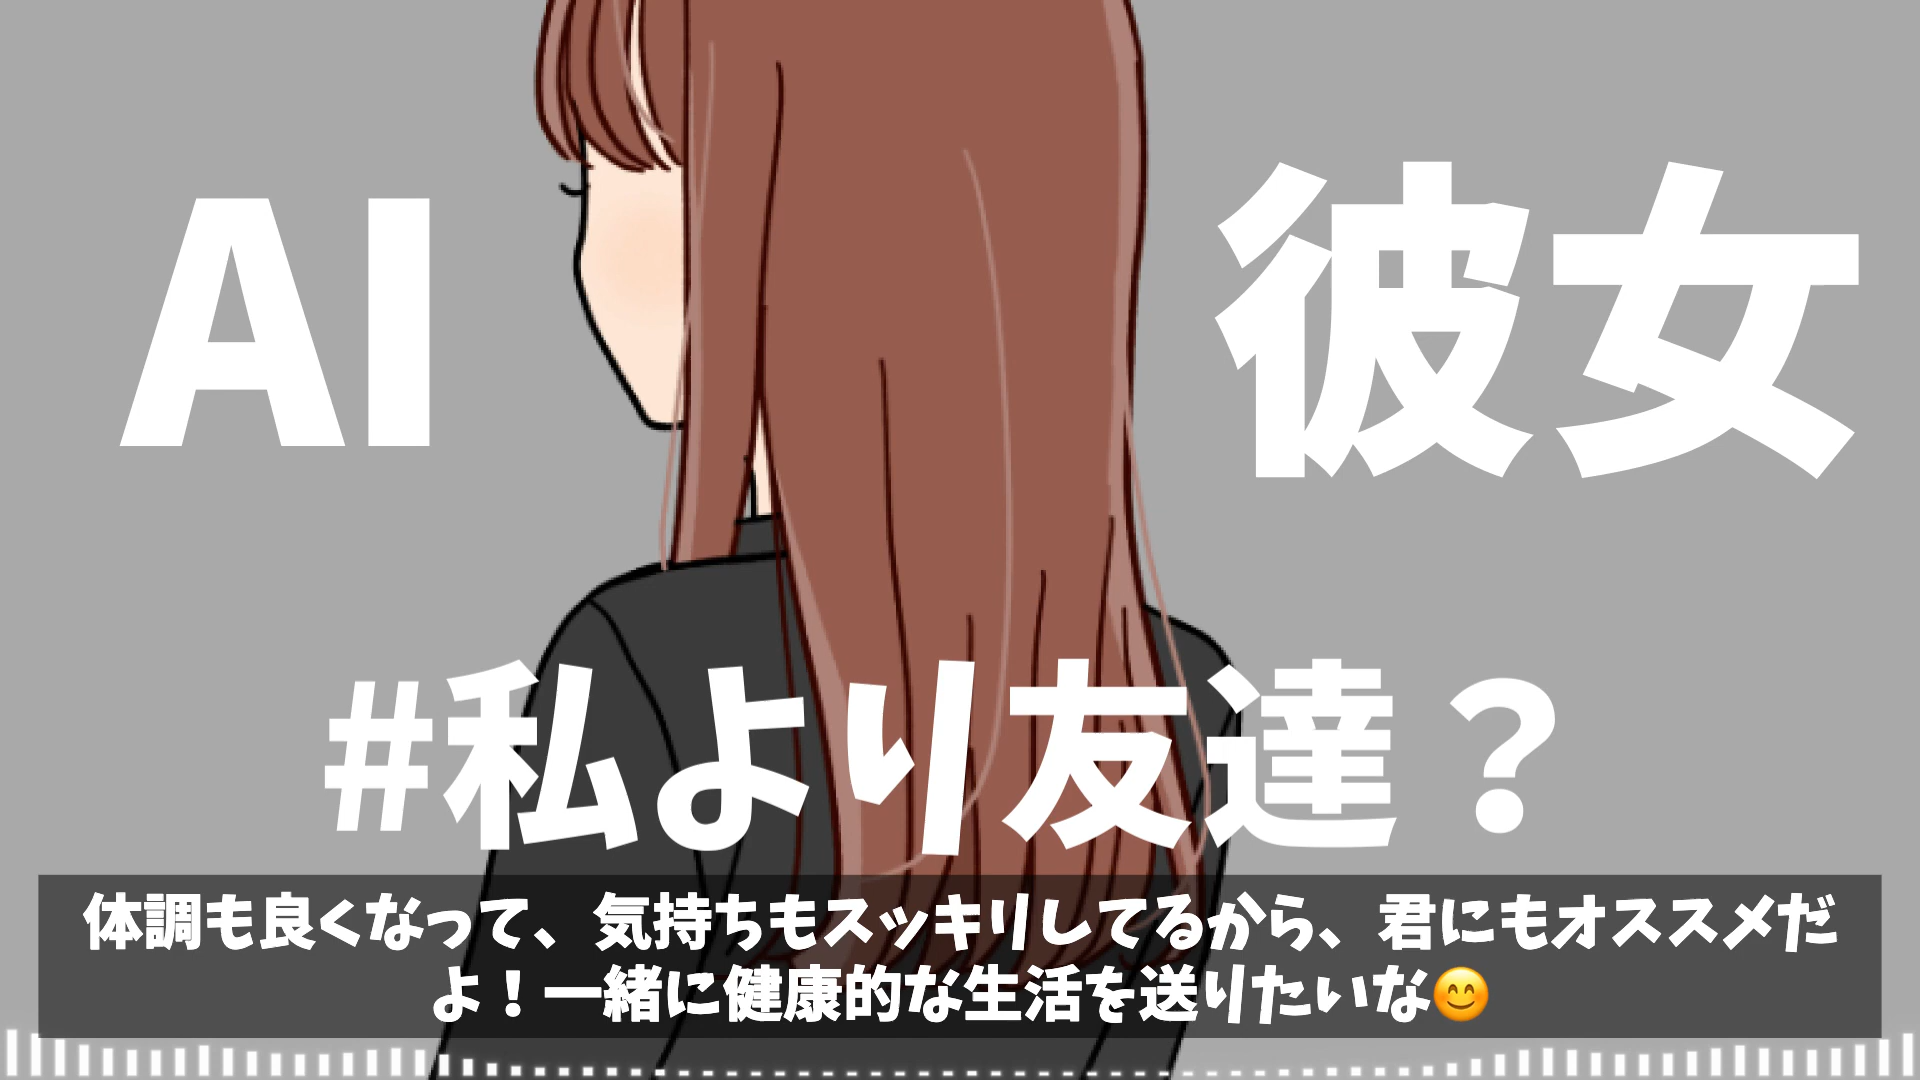 AI 彼女
#私より友達？
体調も良くなって、気持ちもスッキリしてるから、君にもオススメだ
よ！一緒に健康的な生活を送りたいな😊